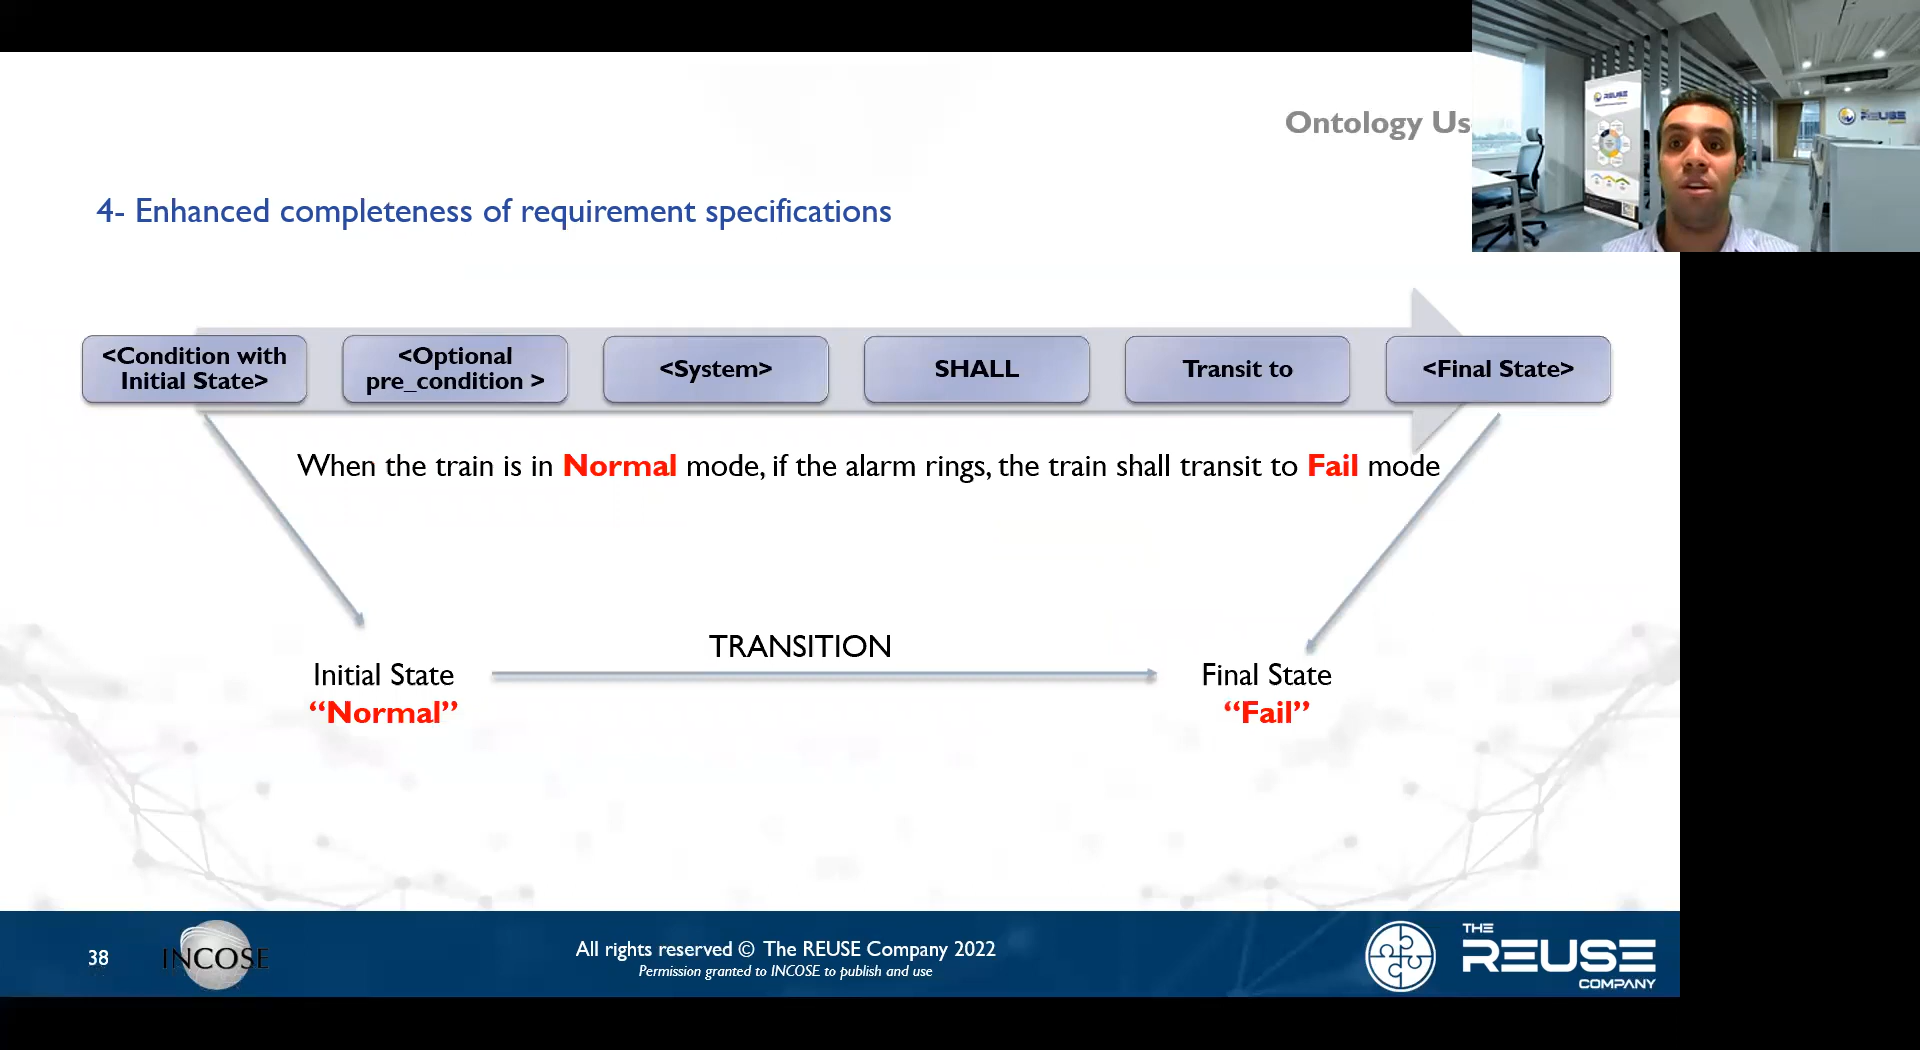 Ontology Us
REUSE
THE
REUSE
4- Enhanced completeness of requirement specifications
<Condition with
Initial State>
<Optional
pre_condition >
<System>
SHALL
Transit to
<Final State>
When the train is in Normal mode, if the alarm rings, the train shall transit to Fail mode
TRANSITION
Initial State
“Normal”
Final State
“Fail”
38
INCOSE
All rights reserved © The REUSE Company 2022
Permission granted to INCOSE to publish and use
THE
REUSE
COMPANY